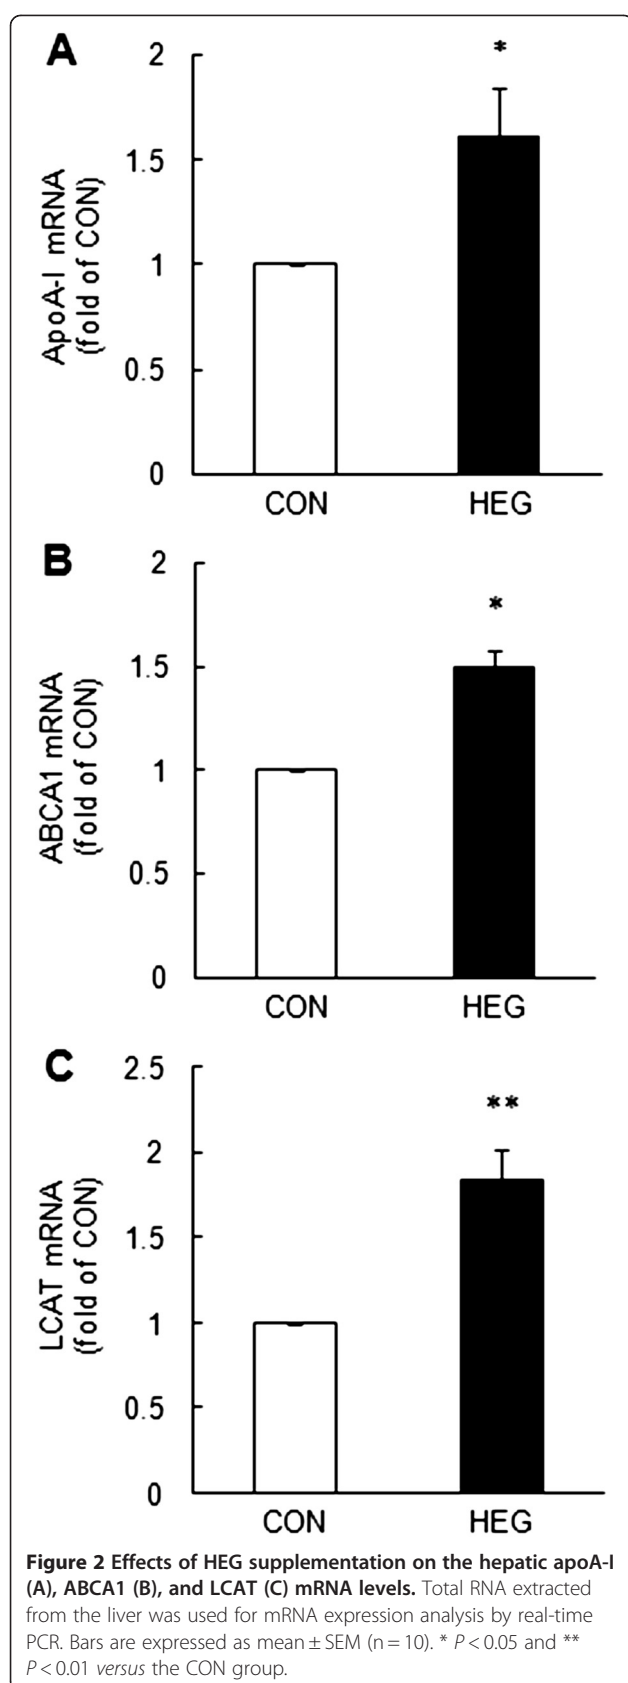 A
2
*
1.5
ApoA-I mRNA
(fold of CON)
1
0.5
0
CON HEG
B
2
*
1.5
ABCA1 mRNA
(fold of CON)
1
0.5
0
CON HEG
C
2.5
**
2
1.5
LCAT mRNA
(fold of CON)
1
0.5
0
CON HEG
Figure 2 Effects of HEG supplementation on the hepatic apoA-I
(A), ABCA1 (B), and LCAT (C) mRNA levels. Total RNA extracted
from the liver was used for mRNA expression analysis by real-time
PCR. Bars are expressed as mean ± SEM (n = 10). * P < 0.05 and **
P < 0.01 versus the CON group.